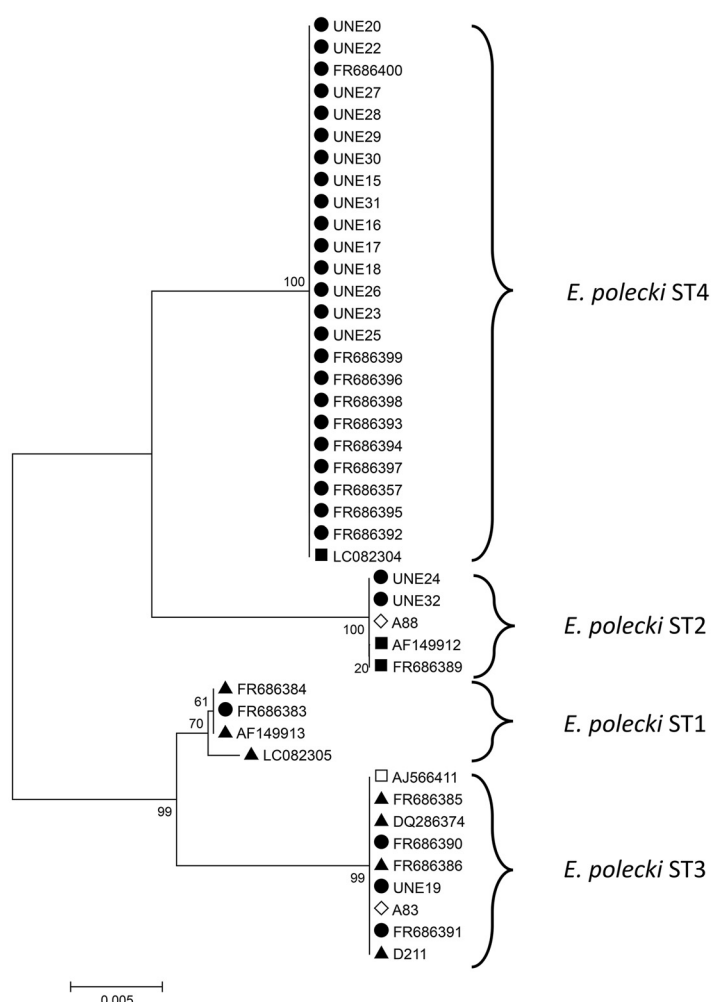 UNE20
UNE22
FR686400
UNE27
UNE28
UNE29
UNE30
UNE15
UNE31
UNE16
UNE17
UNE18
100
UNE26
E. polecki ST4
UNE23
UNE25
FR686399
FR686396
FR686398
FR686393
FR686394
FR686397
FR686357
FR686395
FR686392
LC082304
UNE24
UNE32
A88
E. polecki ST2
100
AF149912
20
FR686389
FR686384
61
FR686383
70
E. polecki ST1
AF149913
LC082305
AJ566411
FR686385
99
DQ286374
FR686390
FR686386
E. polecki ST3
99
UNE19
A83
FR686391
D211
0.005